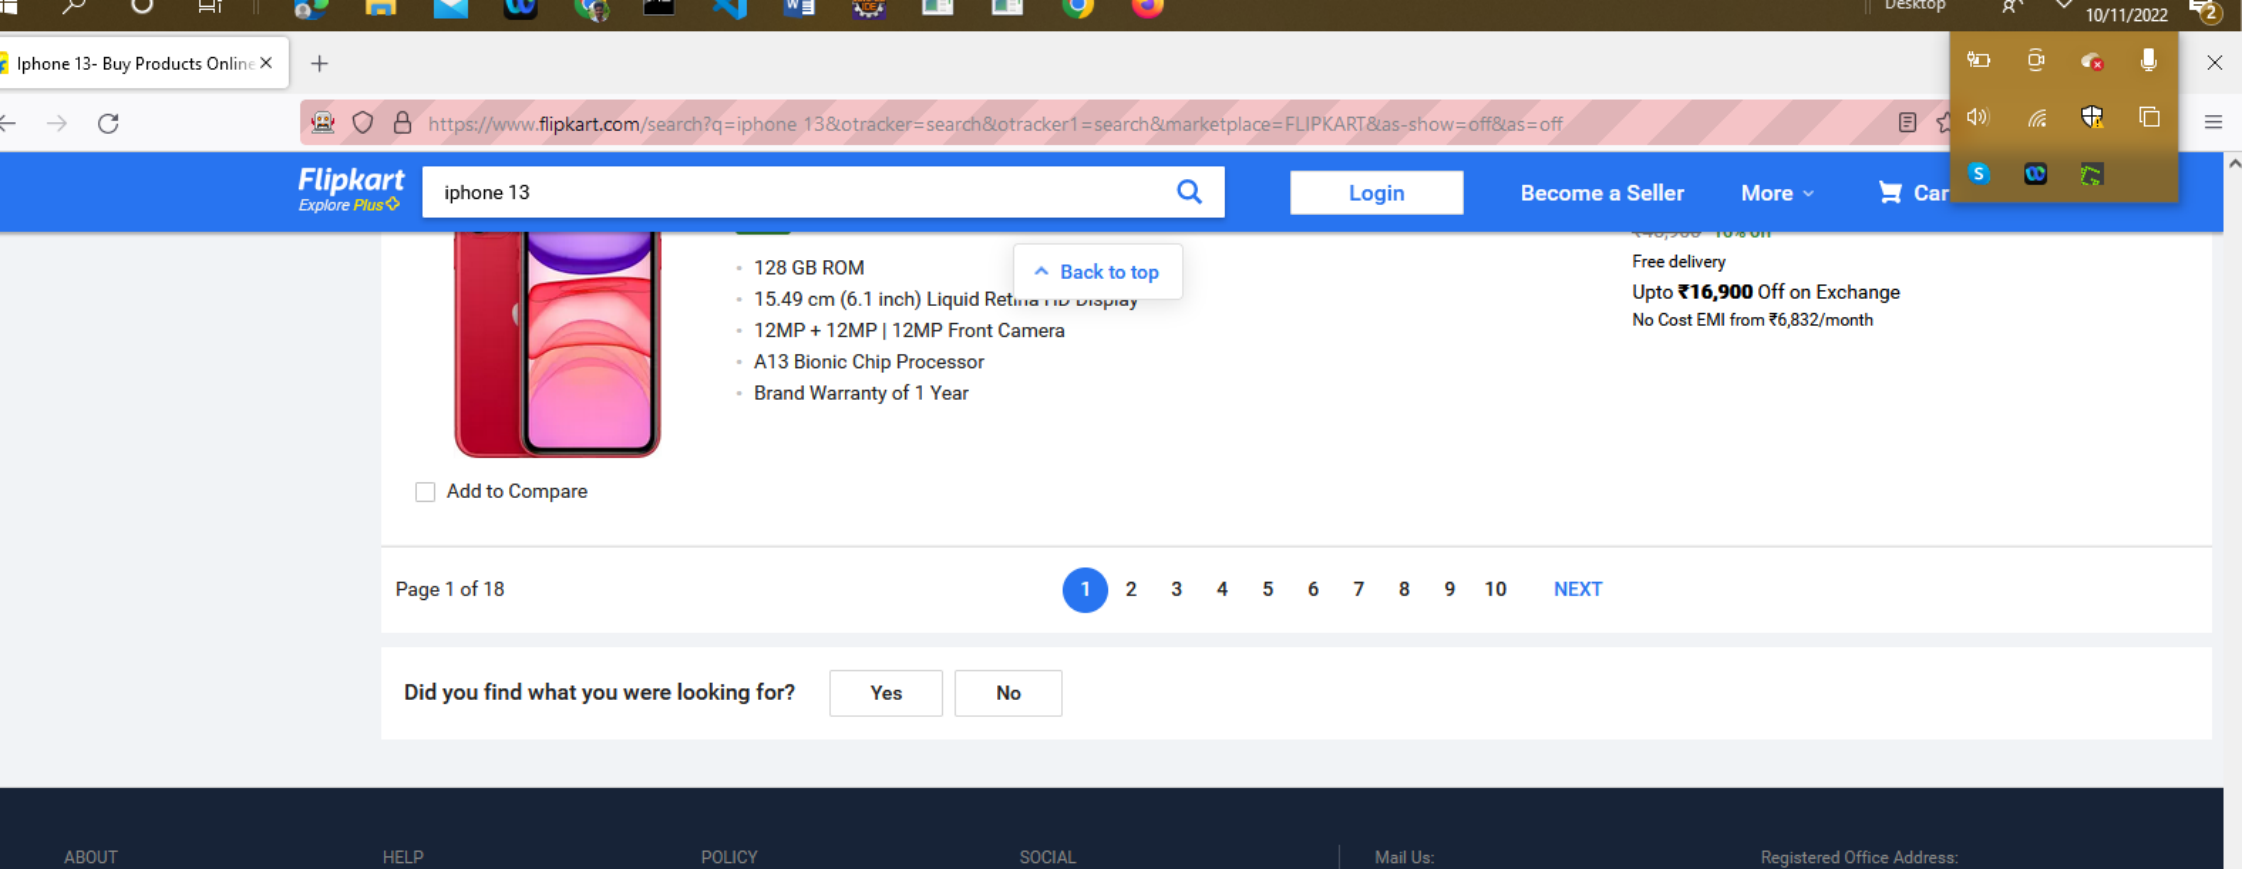 Desktop
10/11/2022
2
Iphone 13- Buy Products Online
https://www.flipkart.com/search?q=iphone 13&otracker=search&otracker1=search&marketplace=FLIPKART&as-show=off&as=off
Flipkart
Explore Plus
iphone 13
Login
Become a Seller
More
Car
128 GB ROM
Back to top
15.49 cm (6.1 inch) Liquid Retina HD Display
12MP + 12MP | 12MP Front Camera
A13 Bionic Chip Processor
Brand Warranty of 1 Year
Free delivery
Upto ₹16,900 Off on Exchange
No Cost EMI from ₹6,832/month
Add to Compare
Page 1 of 18
1 2 3 4 5 6 7 8 9 10 NEXT
Did you find what you were looking for? Yes No
ABOUT
HELP
POLICY
SOCIAL
Mail Us:
Registered Office Address: